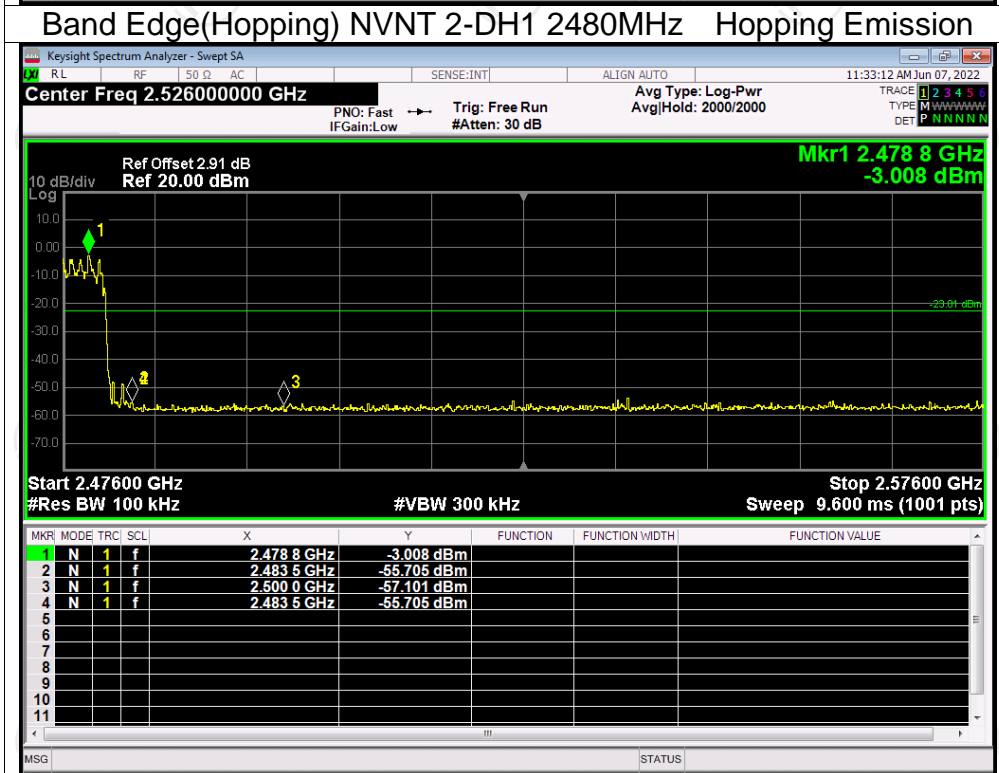 Band Edge(Hopping) NVNT 2-DH1 2480MHz Hopping Emission
Keysight Spectrum Analyzer - Swept SA
LXI RL RF 50 Ω AC SENSE:INT ALIGN AUTO 11:33:12 AM Jun 07, 2022
Center Freq 2.526000000 GHz
PNO: Fast
IFGain:Low
Trig: Free Run
#Atten: 30 dB
Avg Type: Log-Pwr
Avg|Hold: 2000/2000
TRACE 1 2 3 4 5 6
TYPE M WWWWW
DET P N N N N N
Mkr1 2.478 8 GHz
-3.008 dBm
Ref Offset 2.91 dB
10 dB/div Ref 20.00 dBm
Log
10.0
0.00
-10.0
-20.0
-30.0
-40.0
-50.0
-60.0
-70.0
1
2
4
3
-23.01 dBm
Start 2.47600 GHz Stop 2.57600 GHz
#Res BW 100 kHz #VBW 300 kHz Sweep 9.600 ms (1001 pts)
MKR MODE TRC SCL X Y FUNCTION FUNCTION WIDTH FUNCTION VALUE
1 N 1 f 2.478 8 GHz -3.008 dBm
2 N 1 f 2.483 5 GHz -55.705 dBm
3 N 1 f 2.500 0 GHz -57.101 dBm
4 N 1 f 2.483 5 GHz -55.705 dBm
5
6
7
8
9
10
11
MSG STATUS